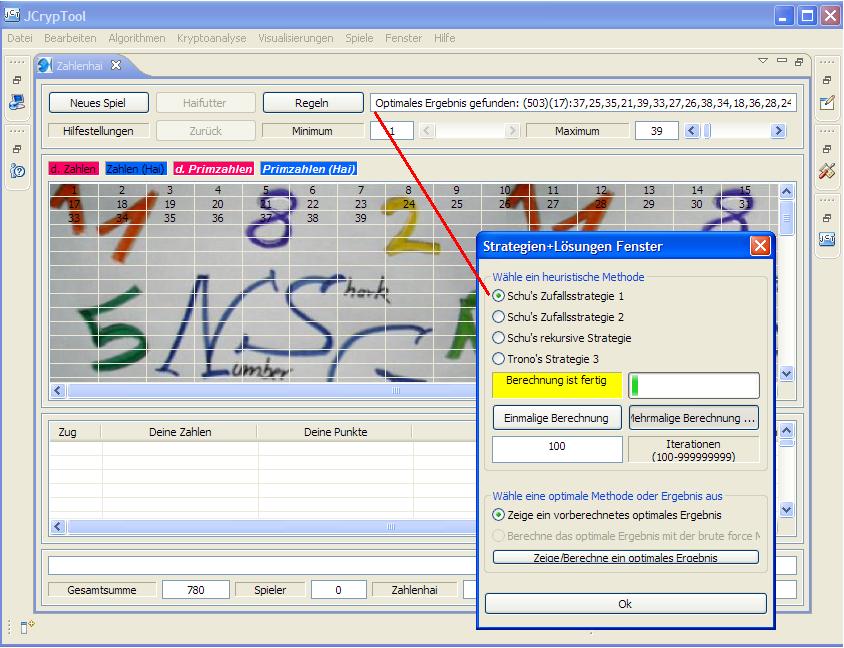 JCrypTool
Datei Bearbeiten Algorithmen Kryptoanalyse Visualisierungen Spiele Fenster Hilfe
Zahlenhai
Neues Spiel Haifutter Regeln Optimales Ergebnis gefunden: (503)(17):37,25,35,21,39,33,27,26,38,34,18,36,28,24
Hilfestellungen Zurück Minimum 1 Maximum 39
d. Zahlen Zahlen (Hai) d. Primzahlen Primzahlen (Hai)
1 2 3 4 5 6 7 8 9 10 11 12 13 14 15
17 18 19 20 21 22 23 24 25 26 27 28 29 30 31
33 34 35 36 37 38 39
Shark
Number
Zug Deine Zahlen Deine Punkte
Gesamtsumme 780 Spieler 0 Zahlenhai
Strategien+Lösungen Fenster
Wähle ein heuristische Methode
Schu's Zufallsstrategie 1
Schu's Zufallsstrategie 2
Schu's rekursive Strategie
Trono's Strategie 3
Berechnung ist fertig
Einmalige Berechnung Mehrmalige Berechnung ...
100 Iterationen
(100-999999999)
Wähle eine optimale Methode oder Ergebnis aus
Zeige ein vorberechnetes optimales Ergebnis
Berechne das optimale Ergebnis mit der brute force M
Zeige/Berechne ein optimales Ergebnis
Ok